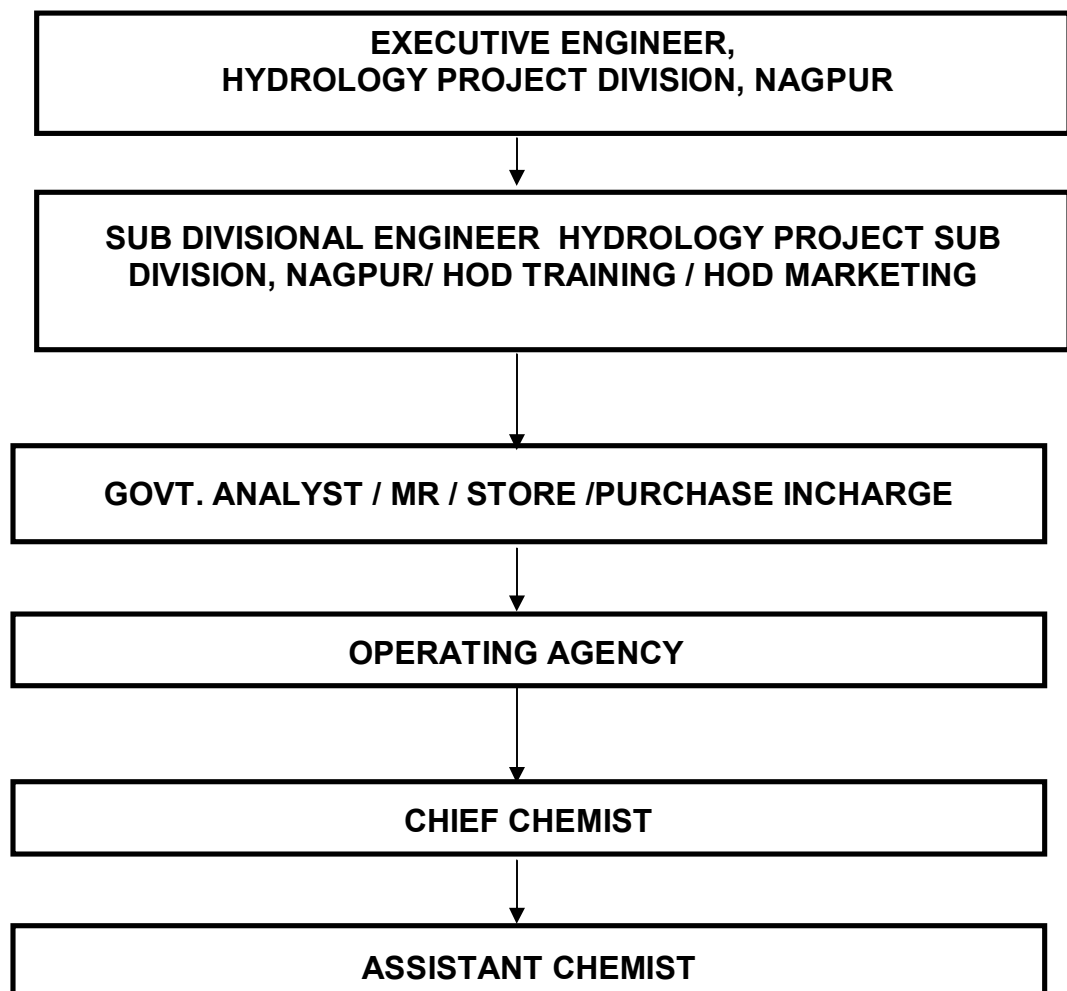 EXECUTIVE ENGINEER,
HYDROLOGY PROJECT DIVISION, NAGPUR
SUB DIVISIONAL ENGINEER  HYDROLOGY PROJECT SUB
DIVISION, NAGPUR/ HOD TRAINING / HOD MARKETING
GOVT. ANALYST / MR / STORE /PURCHASE INCHARGE
OPERATING AGENCY
CHIEF CHEMIST
ASSISTANT CHEMIST